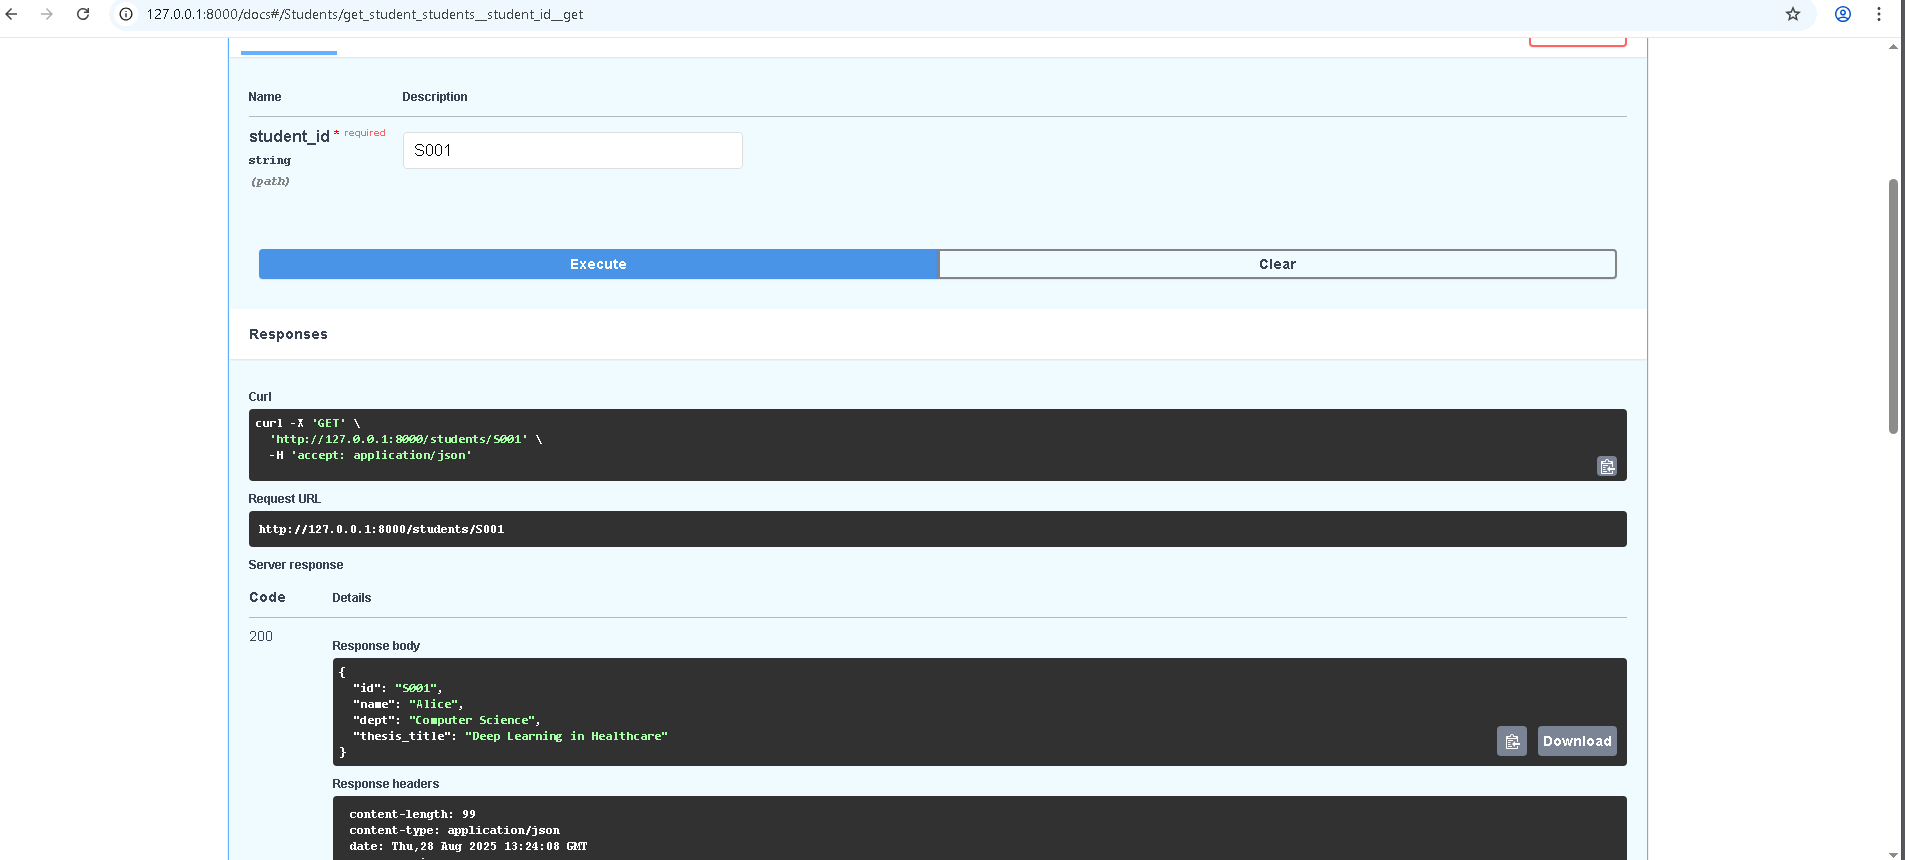 127.0.0.1:8000/docs#/Students/get_student_students__student_id__get
Name Description
student_id * required
S001
string
(path)
Execute Clear
Responses
Curl
curl -X 'GET' \
'http://127.0.0.1:8000/students/S001' \
-H 'accept: application/json'
Request URL
http://127.0.0.1:8000/students/S001
Server response
Code Details
200
Response body
{
"id": "S001",
"name": "Alice",
"dept": "Computer Science",
"thesis_title": "Deep Learning in Healthcare"
}
Download
Response headers
content-length: 99
content-type: application/json
date: Thu,28 Aug 2025 13:24:08 GMT